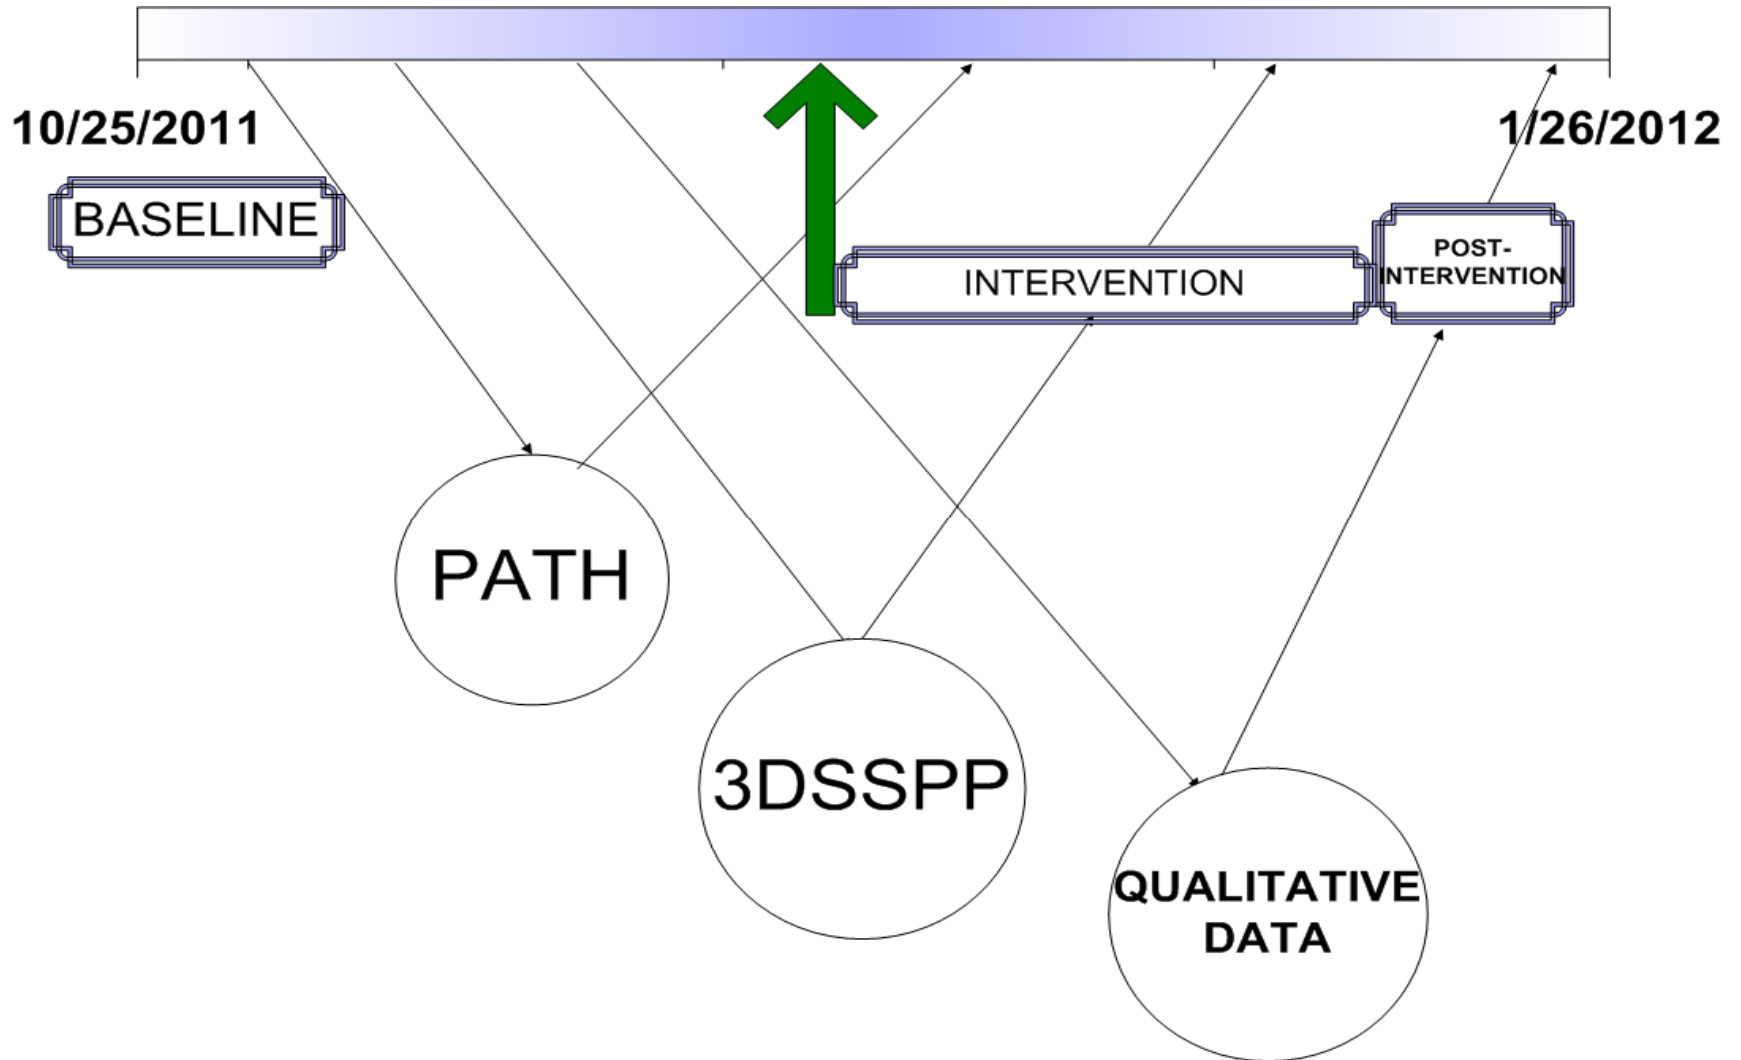 10/25/2011
1/26/2012
BASELINE
INTERVENTION
POST-
INTERVENTION
PATH
3DSSPP
QUALITATIVE
DATA